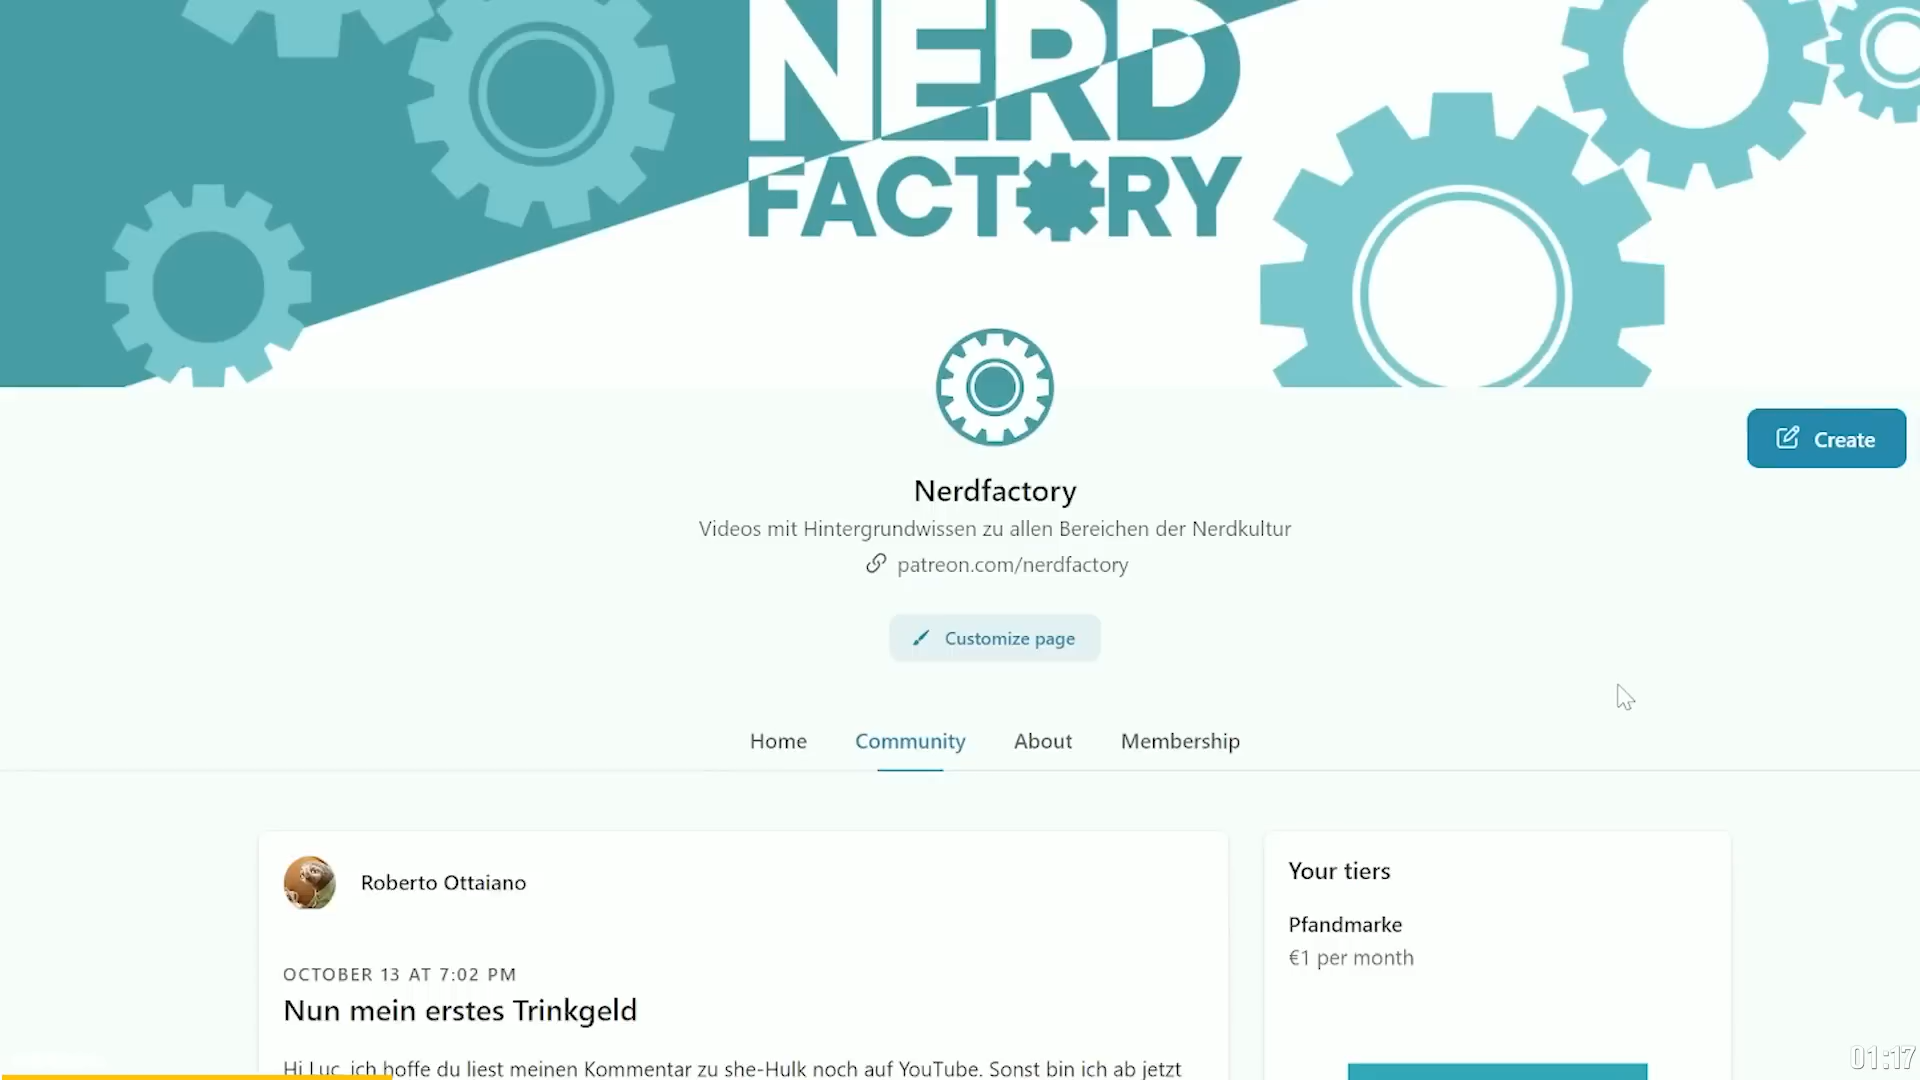 NERD
FACTORY
Create
Nerdfactory
Videos mit Hintergrundwissen zu allen Bereichen der Nerdkultur
patreon.com/nerdfactory
Customize page
Home
Community
About
Membership
Roberto Ottaiano
OCTOBER 13 AT 7:02 PM
Nun mein erstes Trinkgeld
Hi Luc, ich hoffe du liest meinen Kommentar zu she-Hulk noch auf YouTube. Sonst bin ich ab jetzt
Your tiers
Pfandmarke
€1 per month
01:17